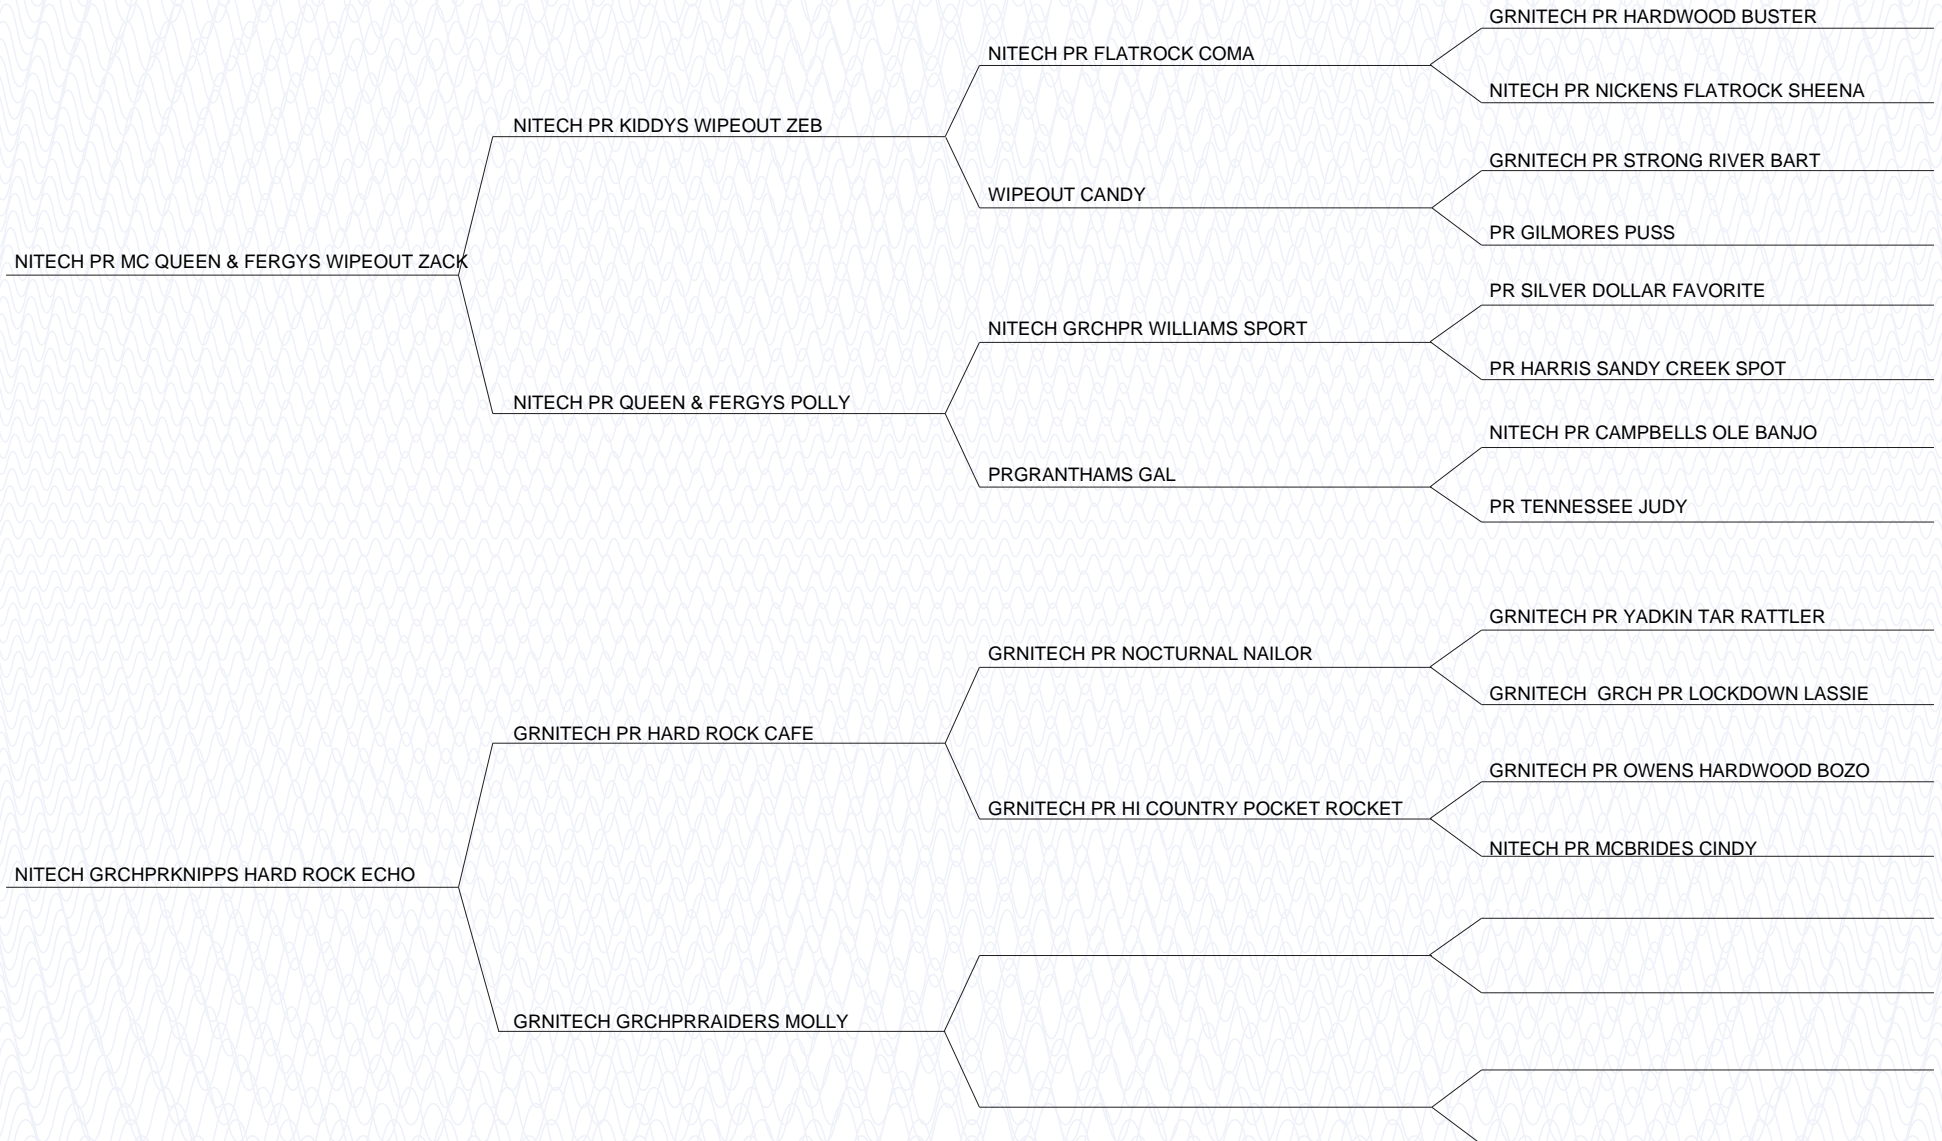 GRNITECH PR HARDWOOD BUSTER
NITECH PR FLATROCK COMA
NITECH PR NICKENS FLATROCK SHEENA
NITECH PR KIDDYS WIPEOUT ZEB
GRNITECH PR STRONG RIVER BART
WIPEOUT CANDY
PR GILMORES PUSS
NITECH PR MC QUEEN & FERGYS WIPEOUT ZACK
PR SILVER DOLLAR FAVORITE
NITECH GRCHPR WILLIAMS SPORT
PR HARRIS SANDY CREEK SPOT
NITECH PR QUEEN & FERGYS POLLY
NITECH PR CAMPBELLS OLE BANJO
PRGRANTHAMS GAL
PR TENNESSEE JUDY
GRNITECH PR YADKIN TAR RATTLER
GRNITECH PR NOCTURNAL NAILOR
GRNITECH  GRCH PR LOCKDOWN LASSIE
GRNITECH PR HARD ROCK CAFE
GRNITECH PR OWENS HARDWOOD BOZO
GRNITECH PR HI COUNTRY POCKET ROCKET
NITECH PR MCBRIDES CINDY
NITECH GRCHPRKNIPPS HARD ROCK ECHO
GRNITECH GRCHPRRAIDERS MOLLY